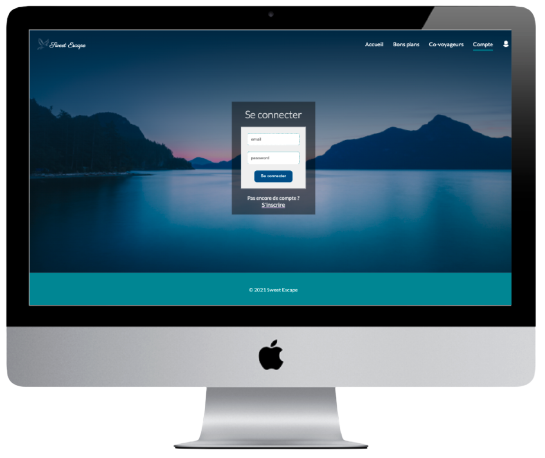 Sweet Escape
Accueil Bons plans Co-voyageurs Compte
Se connecter
email
password
Se connecter
Pas encore de compte ?
S'inscrire
© 2021 Sweet Escape